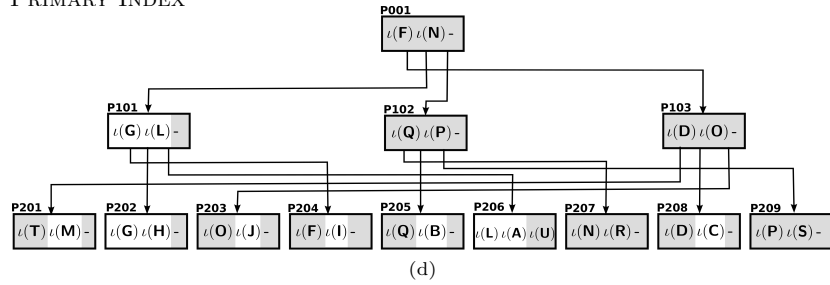 PRIMARY INDEX
P001
ι(F) ι(N) -
P101
ι(G) ι(L) -
P102
ι(Q) ι(P) -
P103
ι(D) ι(O) -
P201
ι(T) ι(M) -
P202
ι(G) ι(H) -
P203
ι(O) ι(J) -
P204
ι(F) ι(I) -
P205
ι(Q) ι(B) -
P206
ι(L) ι(A) ι(U)
P207
ι(N) ι(R) -
P208
ι(D) ι(C) -
P209
ι(P) ι(S) -
(d)